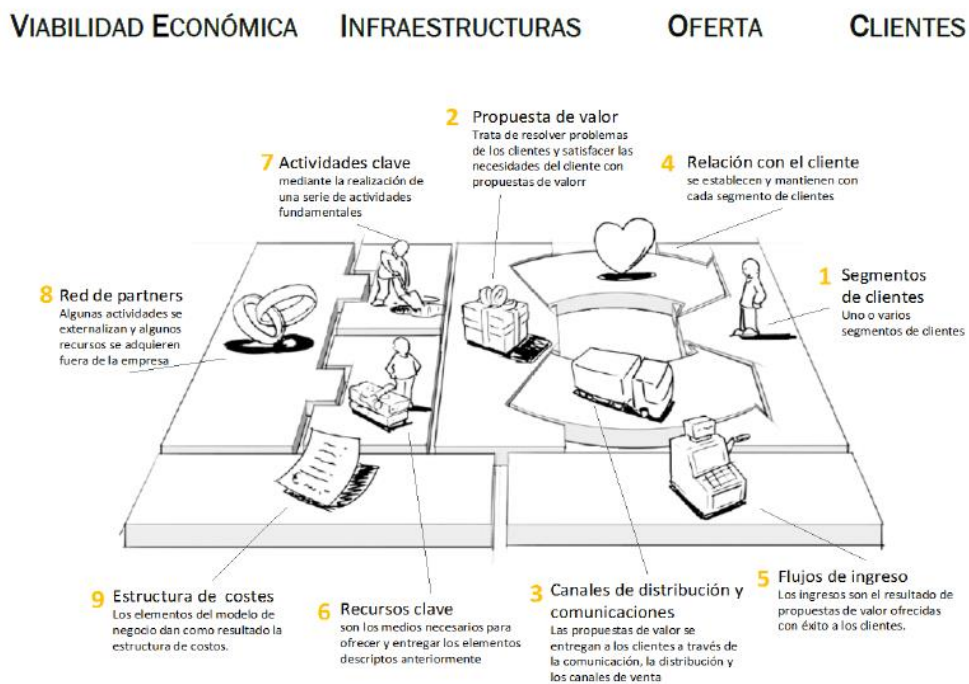 VIABILIDAD ECONÓMICA INFRAESTRUCTURAS OFERTA CLIENTES
2 Propuesta de valor
Trata de resolver problemas
de los clientes y satisfacer las
necesidades del cliente con
propuestas de valorr
7 Actividades clave
mediante la realización de
una serie de actividades
fundamentales
4 Relación con el cliente
se establecen y mantienen con
cada segmento de clientes
8 Red de partners
Algunas actividades se
externalizan y algunos
recursos se adquieren
fuera de la empresa
1 Segmentos
de clientes
Uno o varios
segmentos de clientes
9 Estructura de costes
Los elementos del modelo de
negocio dan como resultado la
estructura de costos.
6 Recursos clave
son los medios necesarios para
ofrecer y entregar los elementos
descriptos anteriormente
3 Canales de distribución y
comunicaciones
Las propuestas de valor se
entregan a los clientes a través de
la comunicación, la distribución y
los canales de venta
5 Flujos de ingreso
Los ingresos son el resultado de
propuestas de valor ofrecidas
con éxito a los clientes.